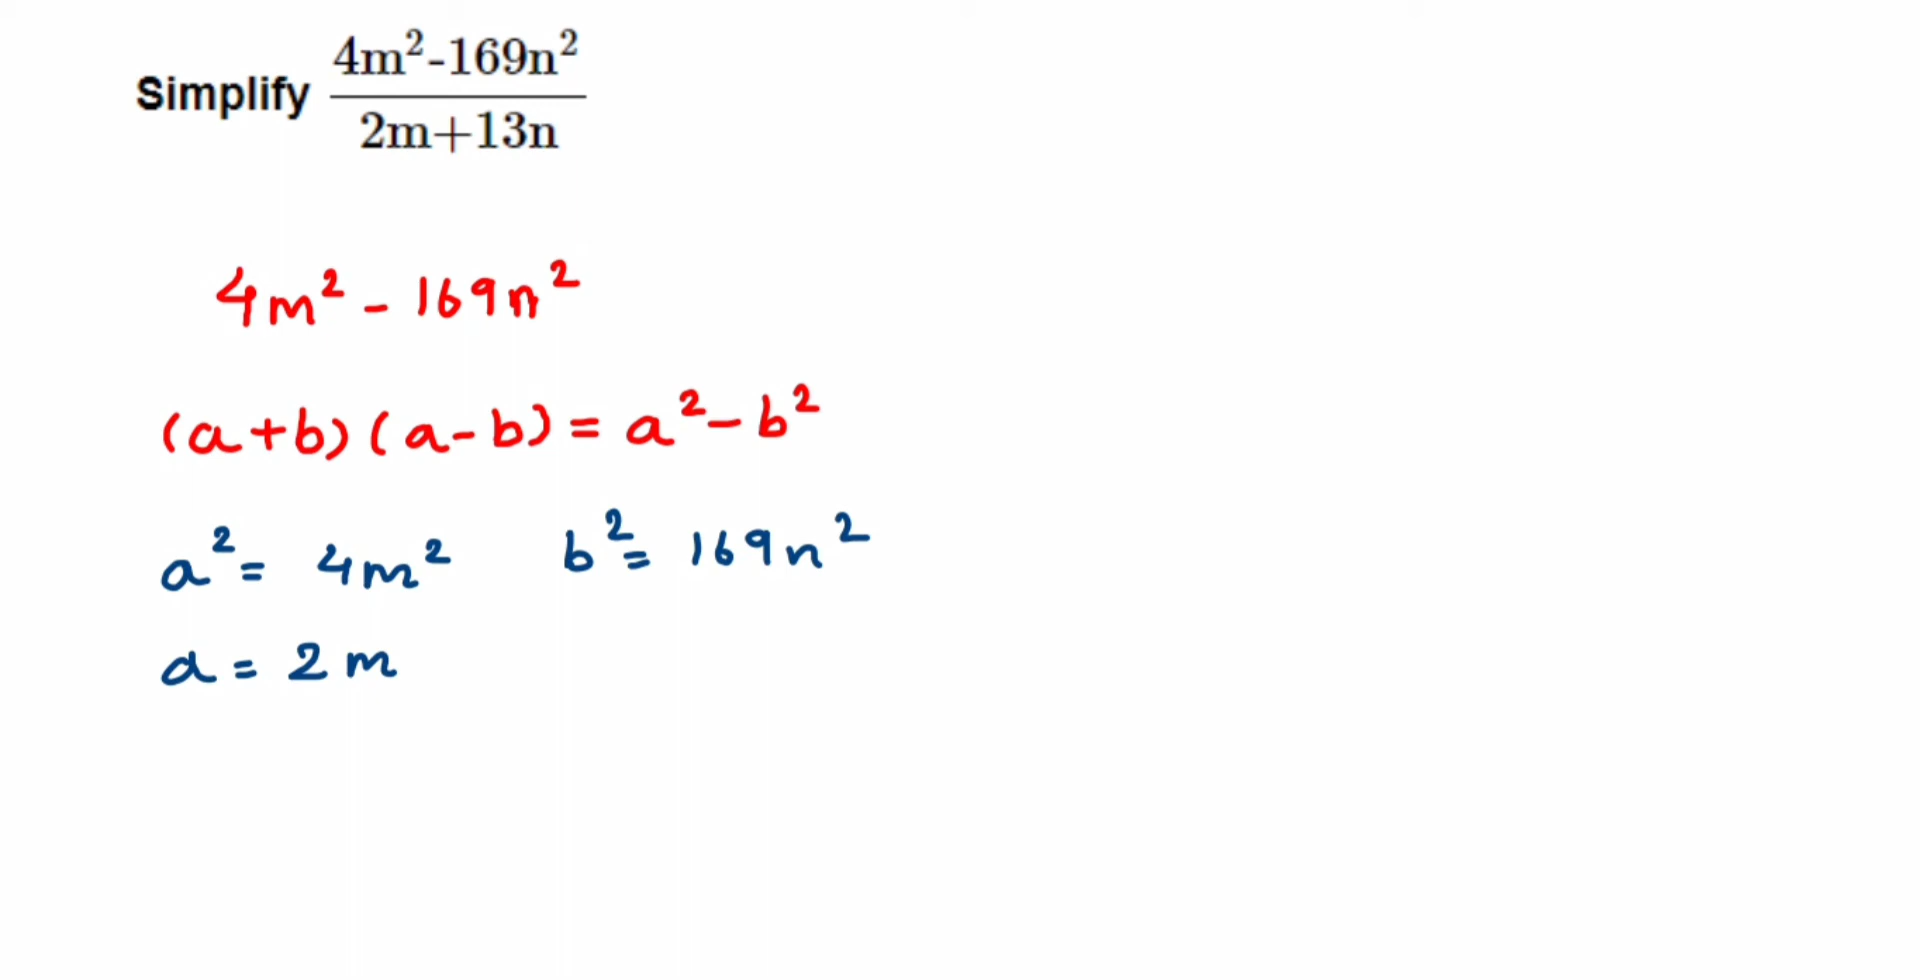 Simplify 4m²-169n² / 2m+13n
4m² - 169n²
(a+b)(a-b) = a² - b²
a² = 4m² b² = 169n²
a = 2m